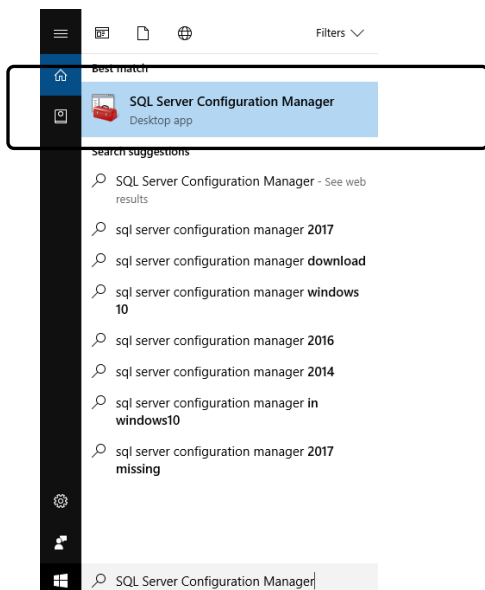 Filters
Best match
SQL Server Configuration Manager
Desktop app
Search suggestions
SQL Server Configuration Manager - See web
results
sql server configuration manager 2017
sql server configuration manager download
sql server configuration manager windows
10
sql server configuration manager 2016
sql server configuration manager 2014
sql server configuration manager in
windows10
sql server configuration manager 2017
missing
SQL Server Configuration Manager